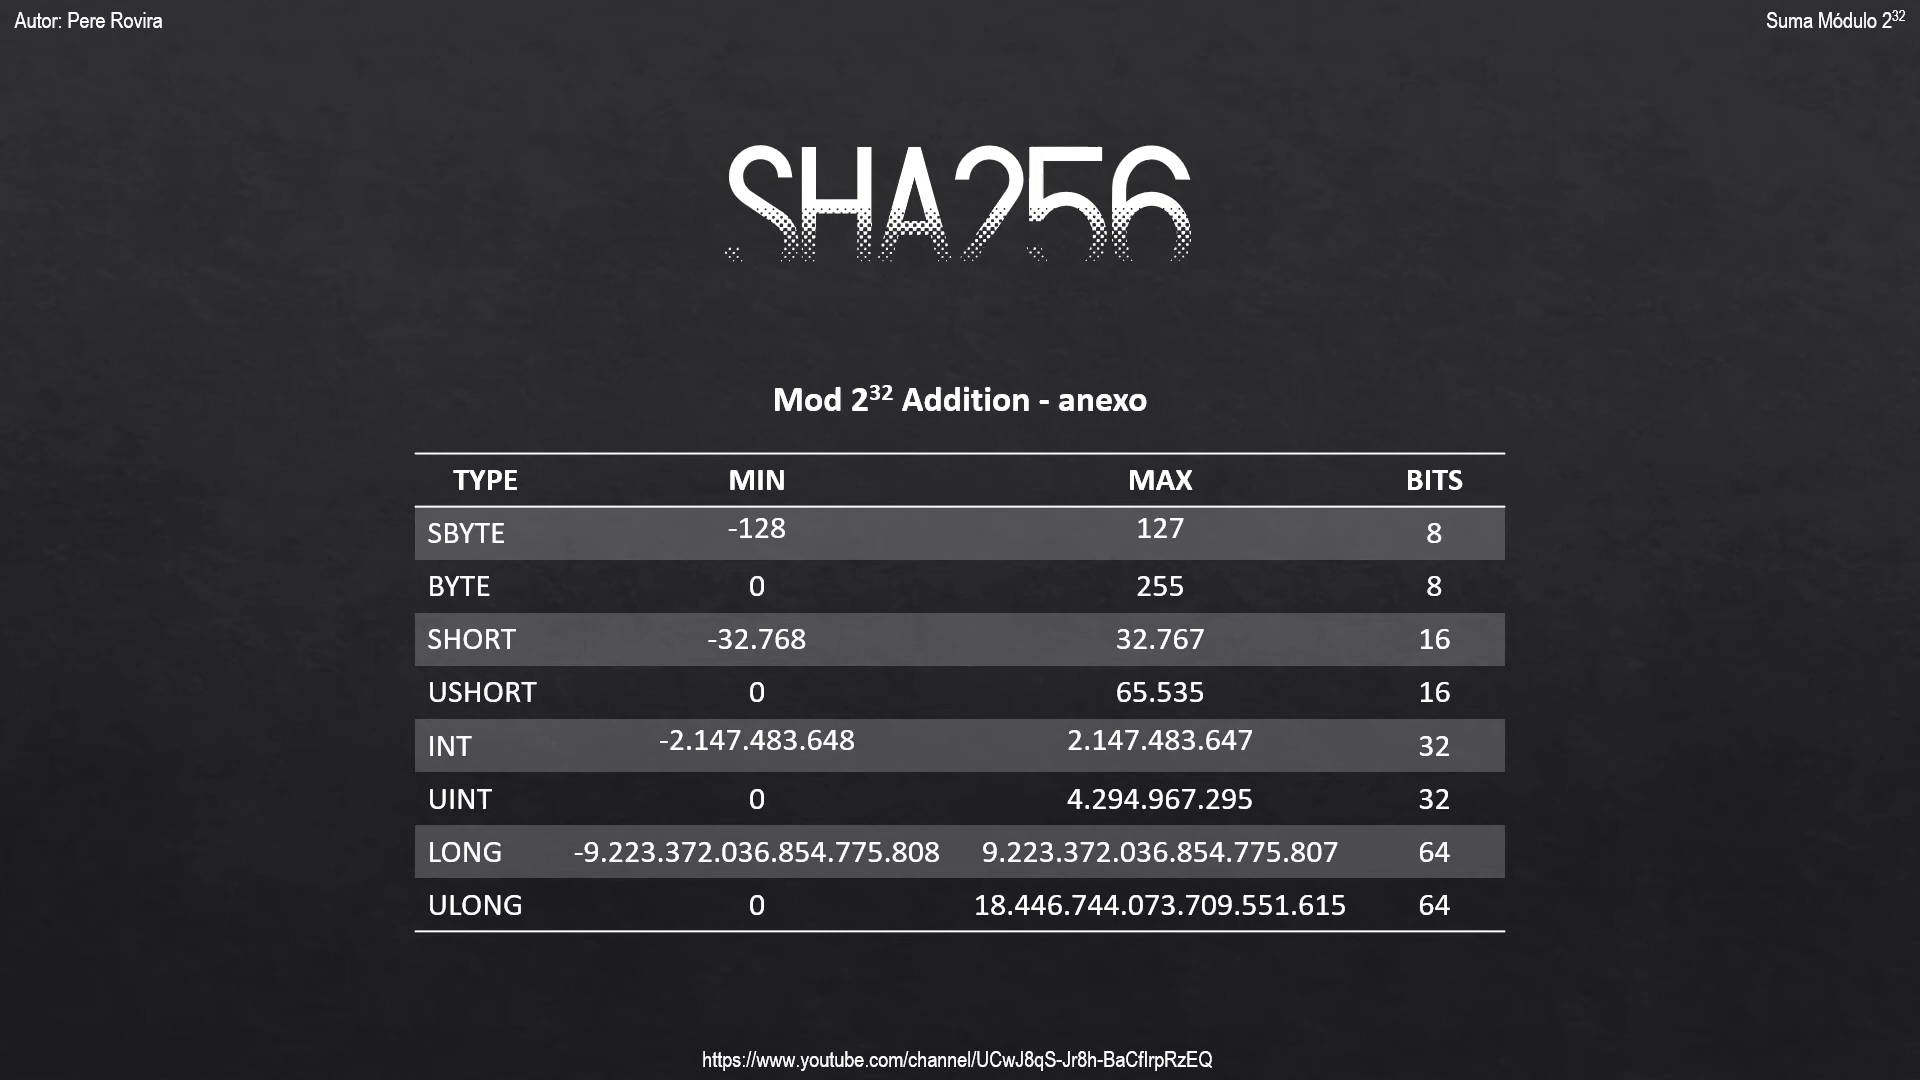 Autor: Pere Rovira
Suma Módulo 2³²
SHA256
Mod 2³² Addition - anexo
TYPE MIN MAX BITS
SBYTE -128 127 8
BYTE 0 255 8
SHORT -32.768 32.767 16
USHORT 0 65.535 16
INT -2.147.483.648 2.147.483.647 32
UINT 0 4.294.967.295 32
LONG -9.223.372.036.854.775.808 9.223.372.036.854.775.807 64
ULONG 0 18.446.744.073.709.551.615 64
https://www.youtube.com/channel/UCwJ8qS-Jr8h-BaCfIrpRzEQ